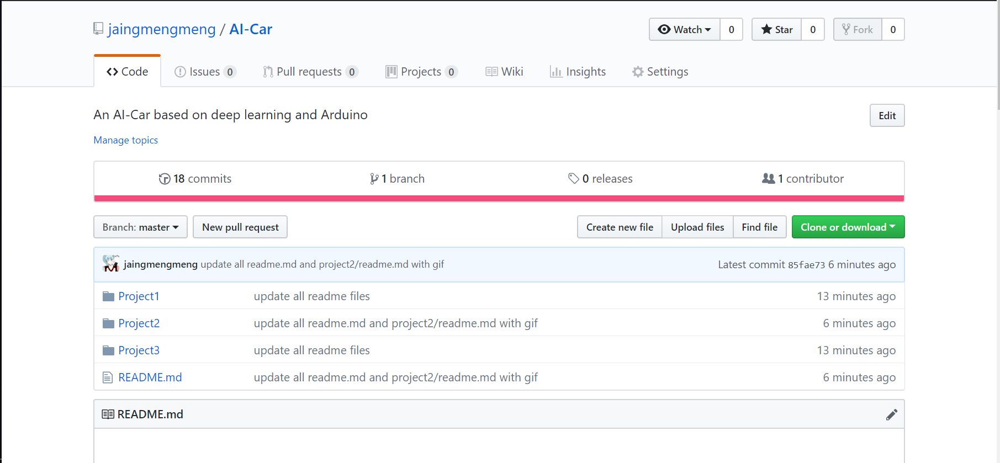 jaingmengmeng / AI-Car
Watch 0 Star 0 Fork 0
Code Issues 0 Pull requests 0 Projects 0 Wiki Insights Settings
An AI-Car based on deep learning and Arduino
Edit
Manage topics
18 commits 1 branch 0 releases 1 contributor
Branch: master New pull request Create new file Upload files Find file Clone or download
jaingmengmeng update all readme.md and project2/readme.md with gif Latest commit 85fae73 6 minutes ago
Project1 update all readme files 13 minutes ago
Project2 update all readme.md and project2/readme.md with gif 6 minutes ago
Project3 update all readme files 13 minutes ago
README.md update all readme.md and project2/readme.md with gif 6 minutes ago
README.md